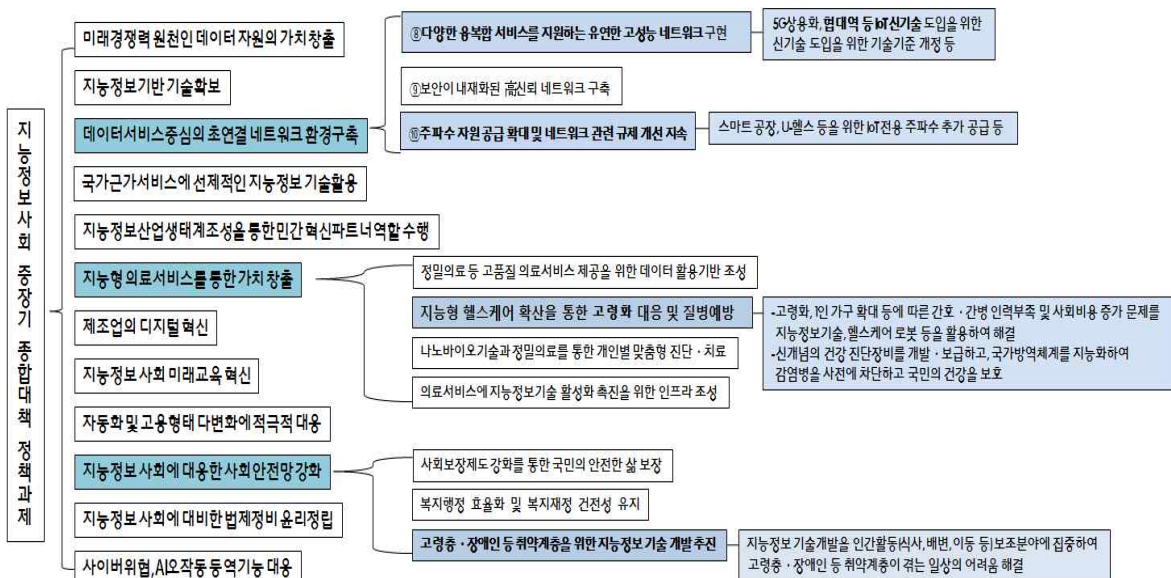 지능정보사회 중장기 종합대책 정책과제
미래경쟁력 원천인 데이터 자원의 가치 창출
지능정보기반 기술확보
데이터서비스중심의 초연결 네트워크 환경구축
⑧다양한 융복합 서비스를 지원하는 유연한 고성능 네트워크 구현
5G상용화, 협대역 등 IoT신기술 도입을 위한
신기술 도입을 위한 기술기준 개정 등
⑨보안이 내재화된 高신뢰 네트워크 구축
⑩주파수 자원 공급 확대 및 네트워크 관련 규제 개선 지속
스마트 공장, U-헬스 등을 위한 IoT전용 주파수 추가 공급 등
국가근가서비스에 선제적인 지능정보 기술활용
지능정보산업생태계조성을 통한 민간 혁신파트너 역할 수행
지능형 의료서비스를 통한 가치 창출
정밀의료 등 고품질 의료서비스 제공을 위한 데이터 활용기반 조성
지능형 헬스케어 확산을 통한 고령화 대응 및 질병예방
-고령화, 1인 가구 확대 등에 따른 간호·간병 인력부족 및 사회비용 증가 문제를
지능정보기술, 헬스케어 로봇 등을 활용하여 해결
-신개념의 건강 진단장비를 개발·보급하고, 국가방역체계를 지능화하여
감염병을 사전에 차단하고 국민의 건강을 보호
나노바이오기술과 정밀의료를 통한 개인별 맞춤형 진단·치료
의료서비스에 지능정보기술 활성화 촉진을 위한 인프라 조성
제조업의 디지털 혁신
지능정보 사회 미래교육 혁신
자동화 및 고용형태 다변화에 적극적 대응
지능정보 사회에 대응한 사회안전망 강화
사회보장제도 강화를 통한 국민의 안전한 삶 보장
복지행정 효율화 및 복지재정 건전성 유지
고령층·장애인 등 취약계층을 위한 지능정보 기술 개발 추진
지능정보 기술개발을 인간활동(식사, 배변, 이동 등)보조분야에 집중하여
고령층·장애인 등 취약계층이 겪는 일상의 어려움 해결
지능정보 사회에 대비한 법제정비 윤리정립
사이버위협, AI오작동 등 역기능 대응